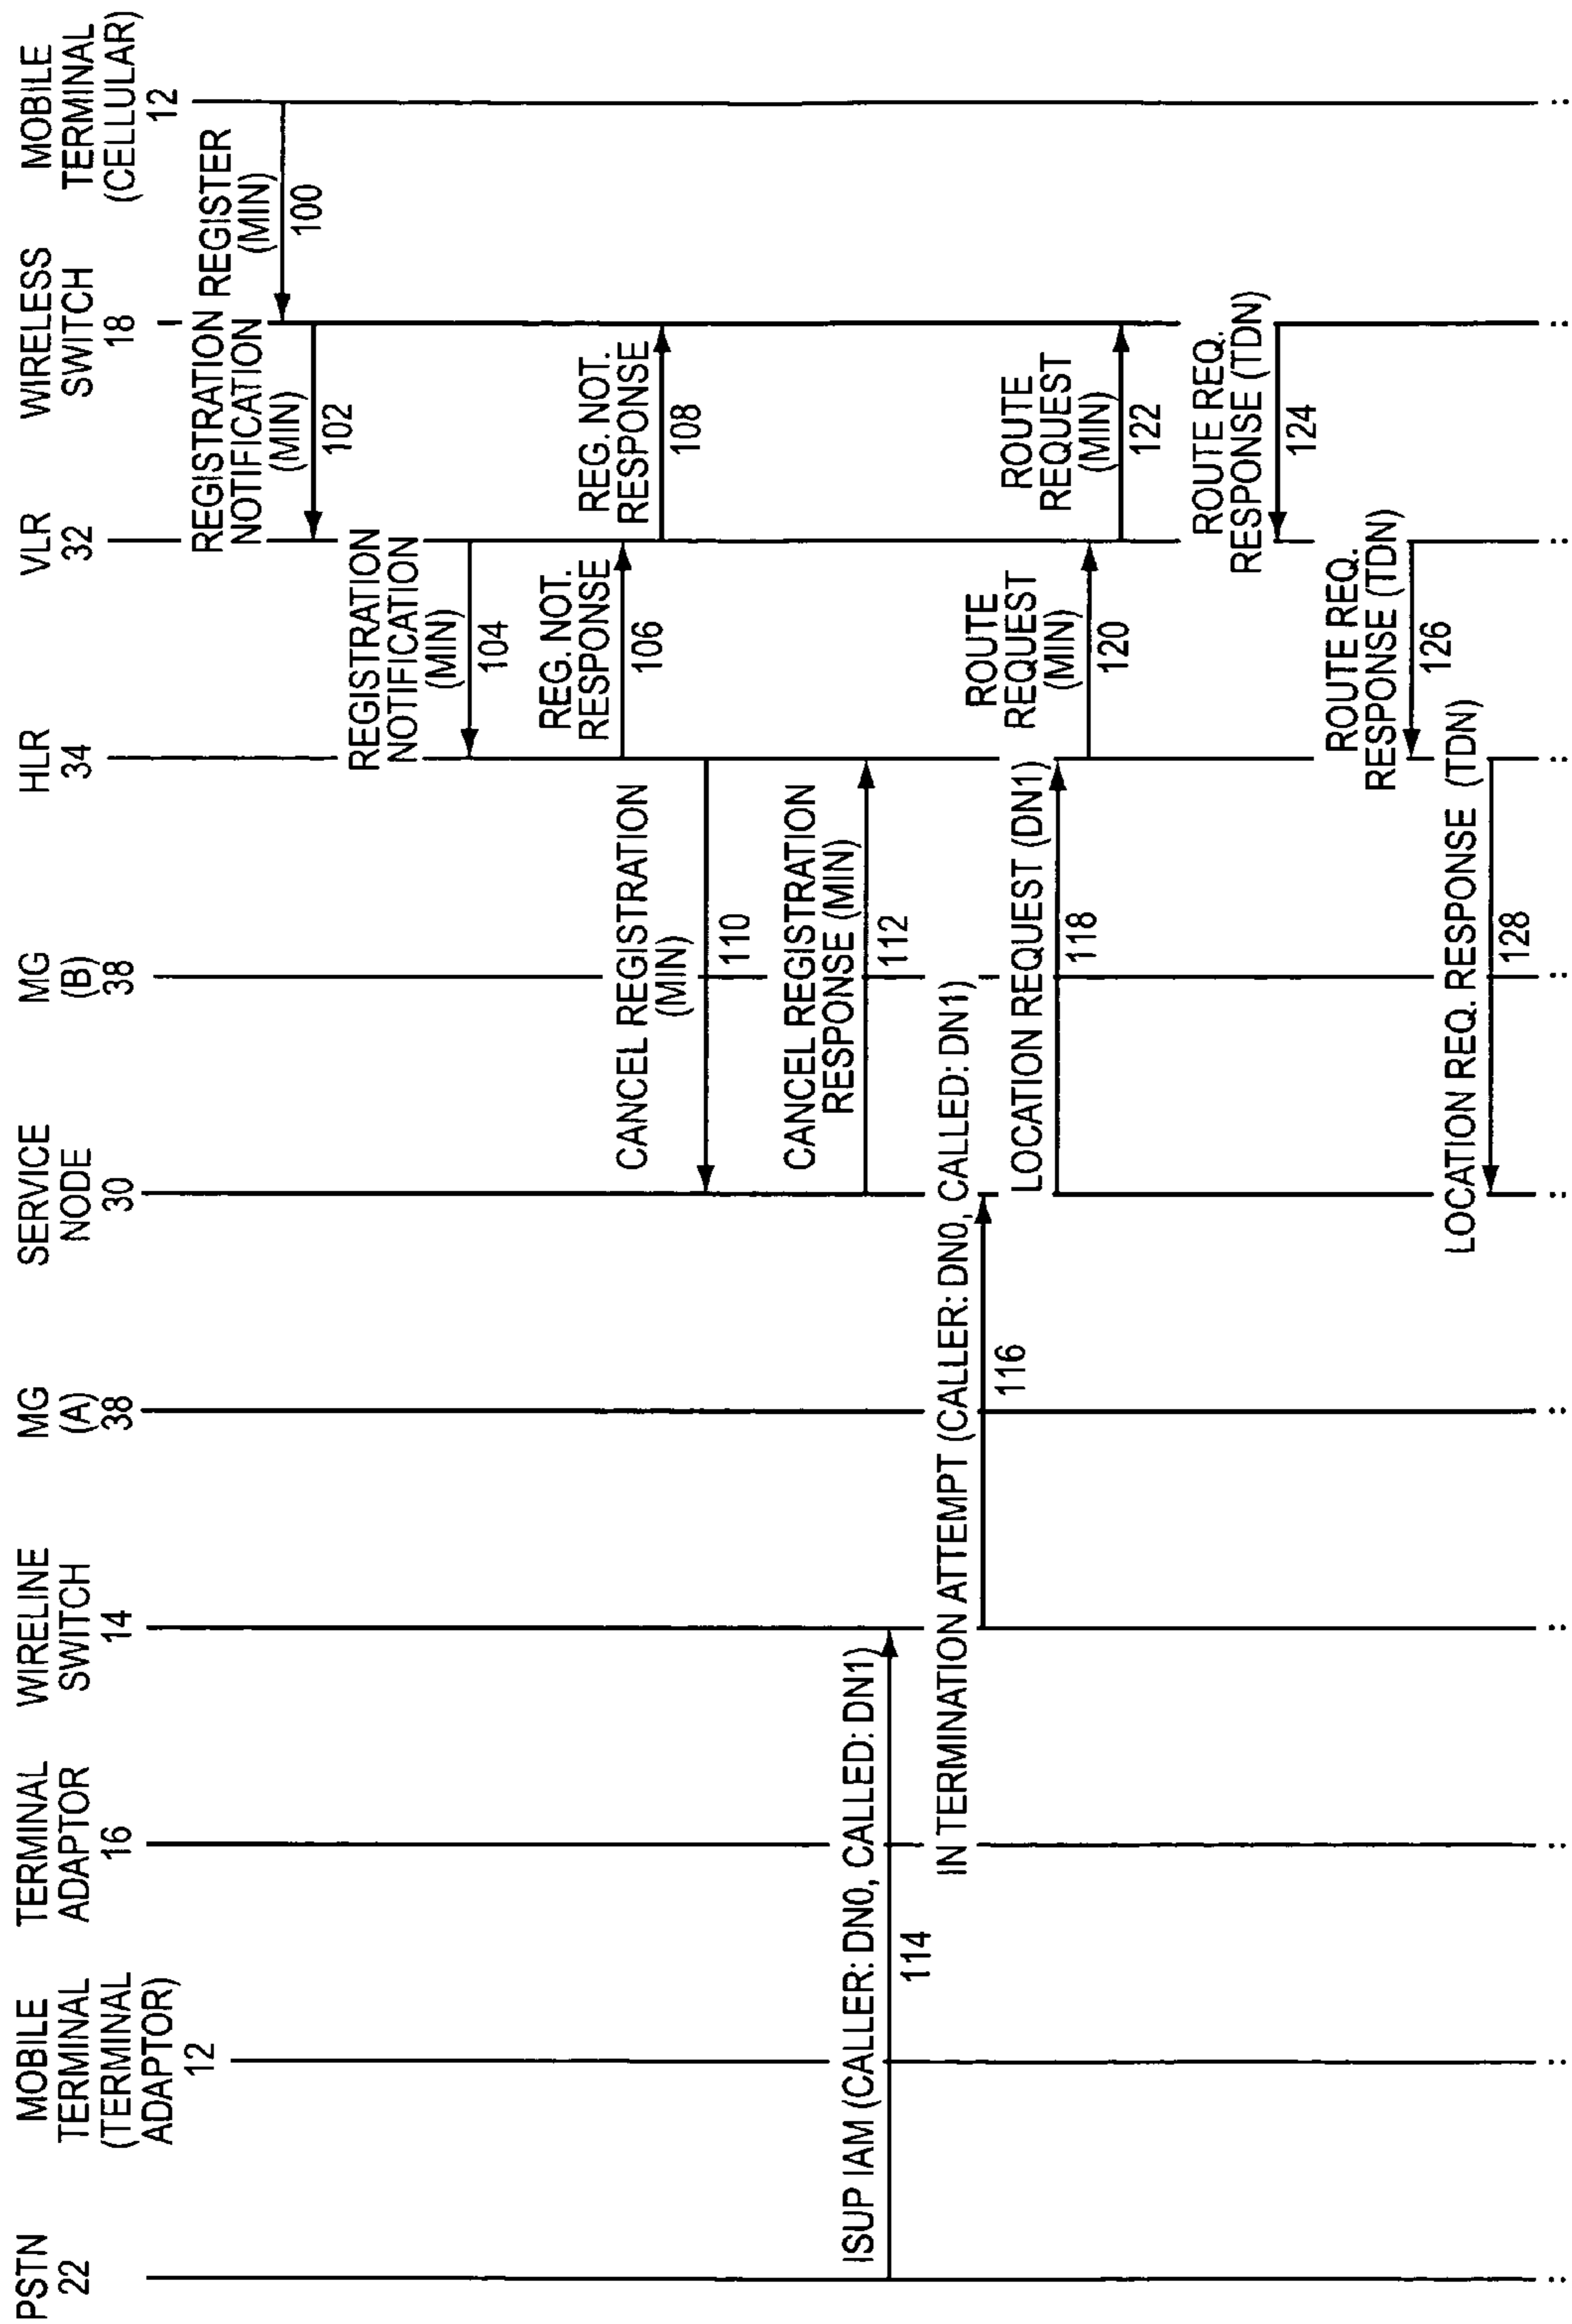 PSTN
22
MOBILE
TERMINAL
(TERMINAL
ADAPTOR)
12
TERMINAL
ADAPTOR
16
WIRELINE
SWITCH
14
MG
(A)
38
SERVICE
NODE
30
MG
(B)
38
HLR
34
VLR
32
WIRELESS
SWITCH
18
MOBILE
TERMINAL
(CELLULAR)
12
REGISTER
(MIN)
100
REGISTRATION
NOTIFICATION
(MIN)
102
REGISTRATION
NOTIFICATION
(MIN)
104
REG. NOT.
RESPONSE
106
REG. NOT.
RESPONSE
108
CANCEL REGISTRATION
(MIN)
110
CANCEL REGISTRATION
RESPONSE (MIN)
112
ISUP IAM (CALLER: DN0, CALLED: DN1)
114
IN TERMINATION ATTEMPT (CALLER: DN0, CALLED: DN1)
116
LOCATION REQUEST (DN1)
118
ROUTE
REQUEST
(MIN)
120
ROUTE
REQUEST
(MIN)
122
ROUTE REQ.
RESPONSE (TDN)
124
ROUTE REQ.
RESPONSE (TDN)
126
LOCATION REQ. RESPONSE (TDN)
128